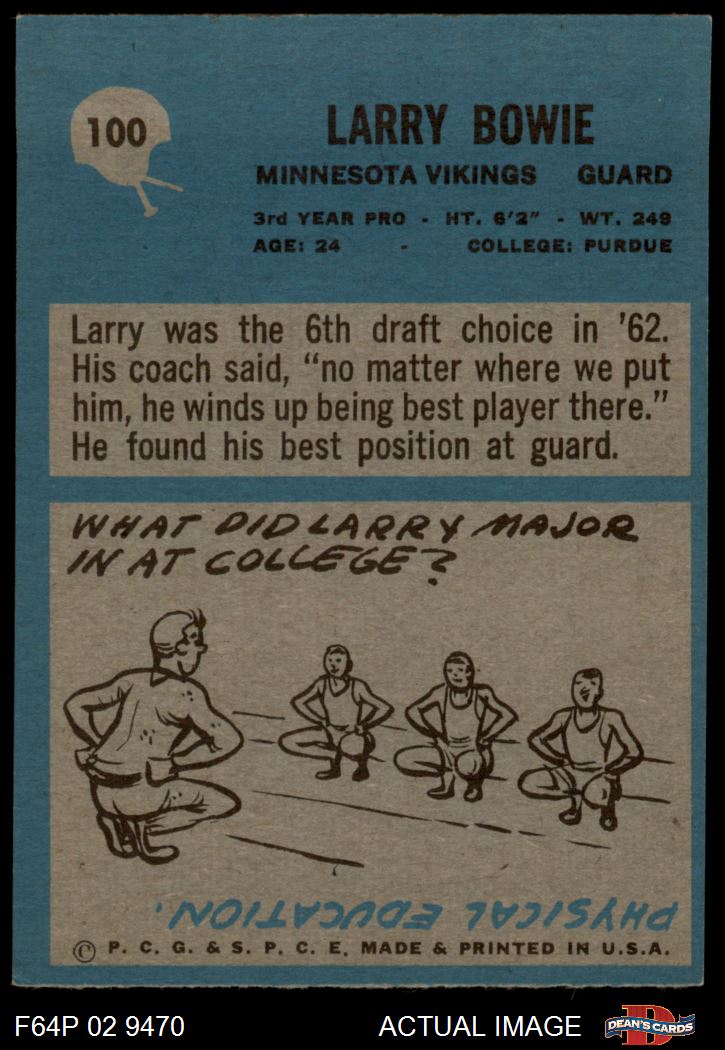 100
LARRY BOWIE
MINNESOTA VIKINGS GUARD
3rd YEAR PRO - HT. 6'2" - WT. 249
AGE: 24 - COLLEGE: PURDUE
Larry was the 6th draft choice in '62.
His coach said, "no matter where we put
him, he winds up being best player there."
He found his best position at guard.
WHAT DID LARRY MAJOR
IN AT COLLEGE?
PHYSICAL EDUCATION.
© P. C. G. & S. P. C. E. MADE & PRINTED IN U.S.A.
F64P 02 9470
ACTUAL IMAGE
D
DEAN'S CARDS